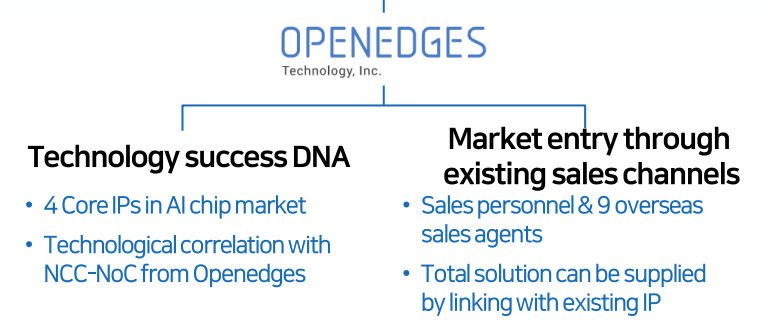 OPENEDGES
Technology, Inc.
Technology success DNA
• 4 Core IPs in AI chip market
• Technological correlation with
NCC-NoC from Openedges
Market entry through
existing sales channels
• Sales personnel & 9 overseas
sales agents
• Total solution can be supplied
by linking with existing IP